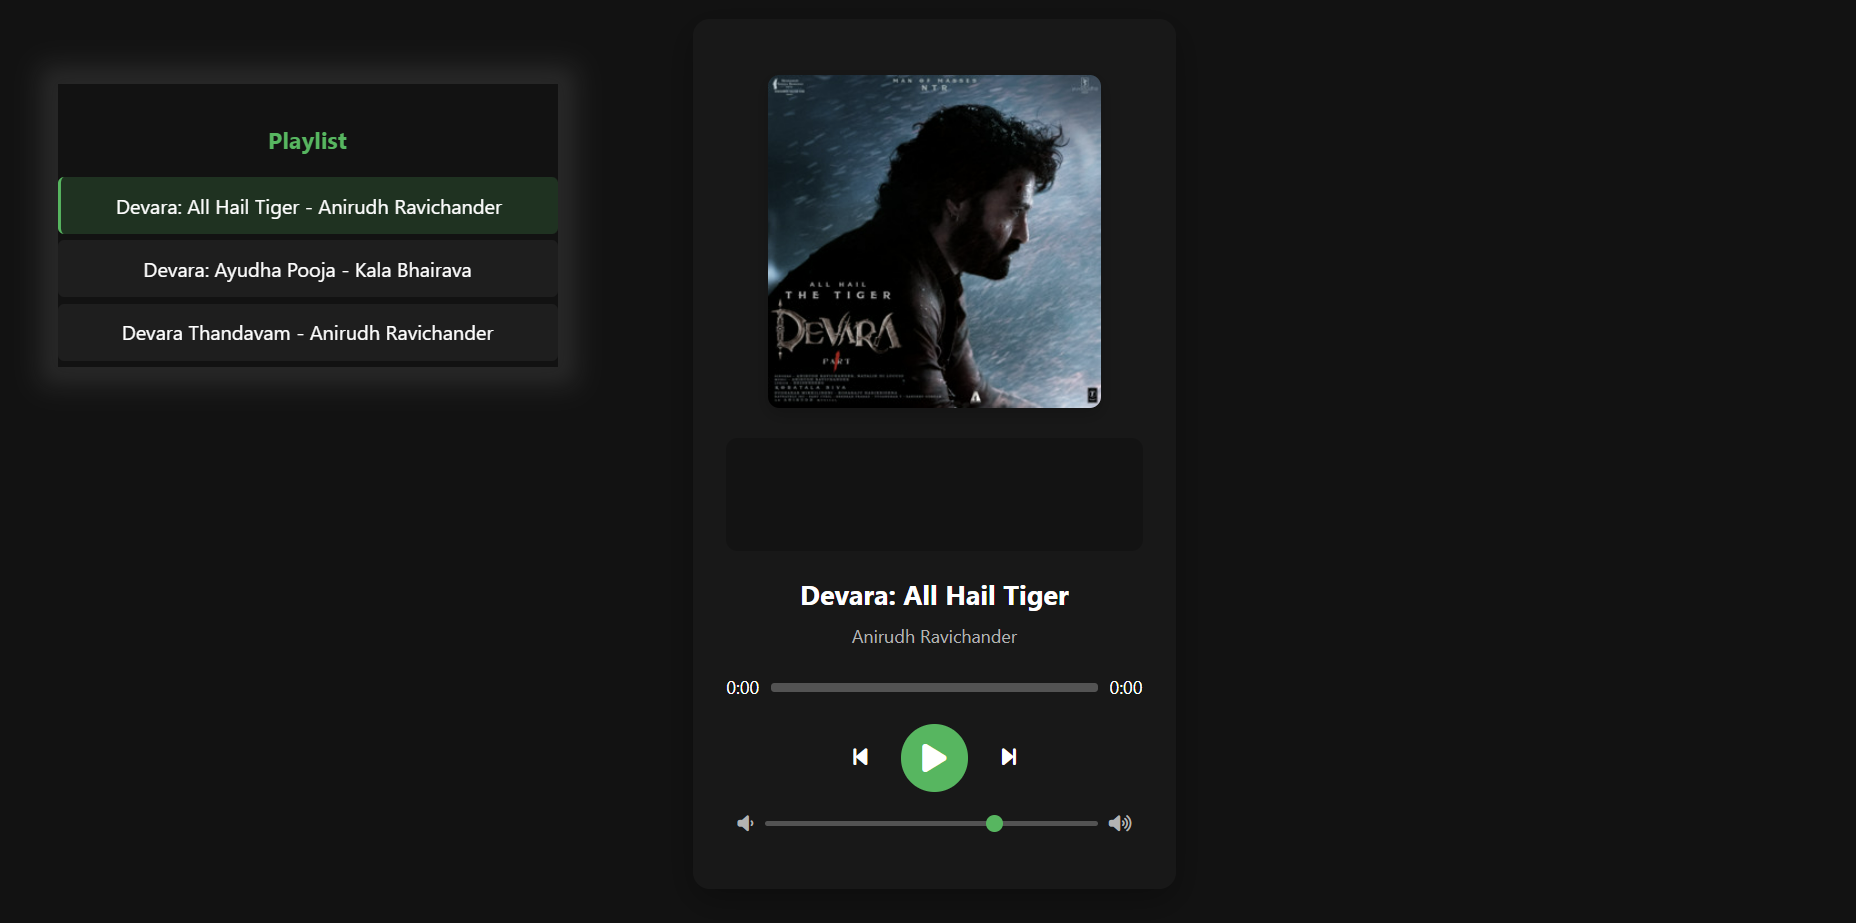 Playlist
Devara: All Hail Tiger - Anirudh Ravichander
Devara: Ayudha Pooja - Kala Bhairava
Devara Thandavam - Anirudh Ravichander
MAN OF MASSES
NTR
ALL HAIL
THE TIGER
DEVARA
PART 1
Devara: All Hail Tiger
Anirudh Ravichander
0:00 0:00